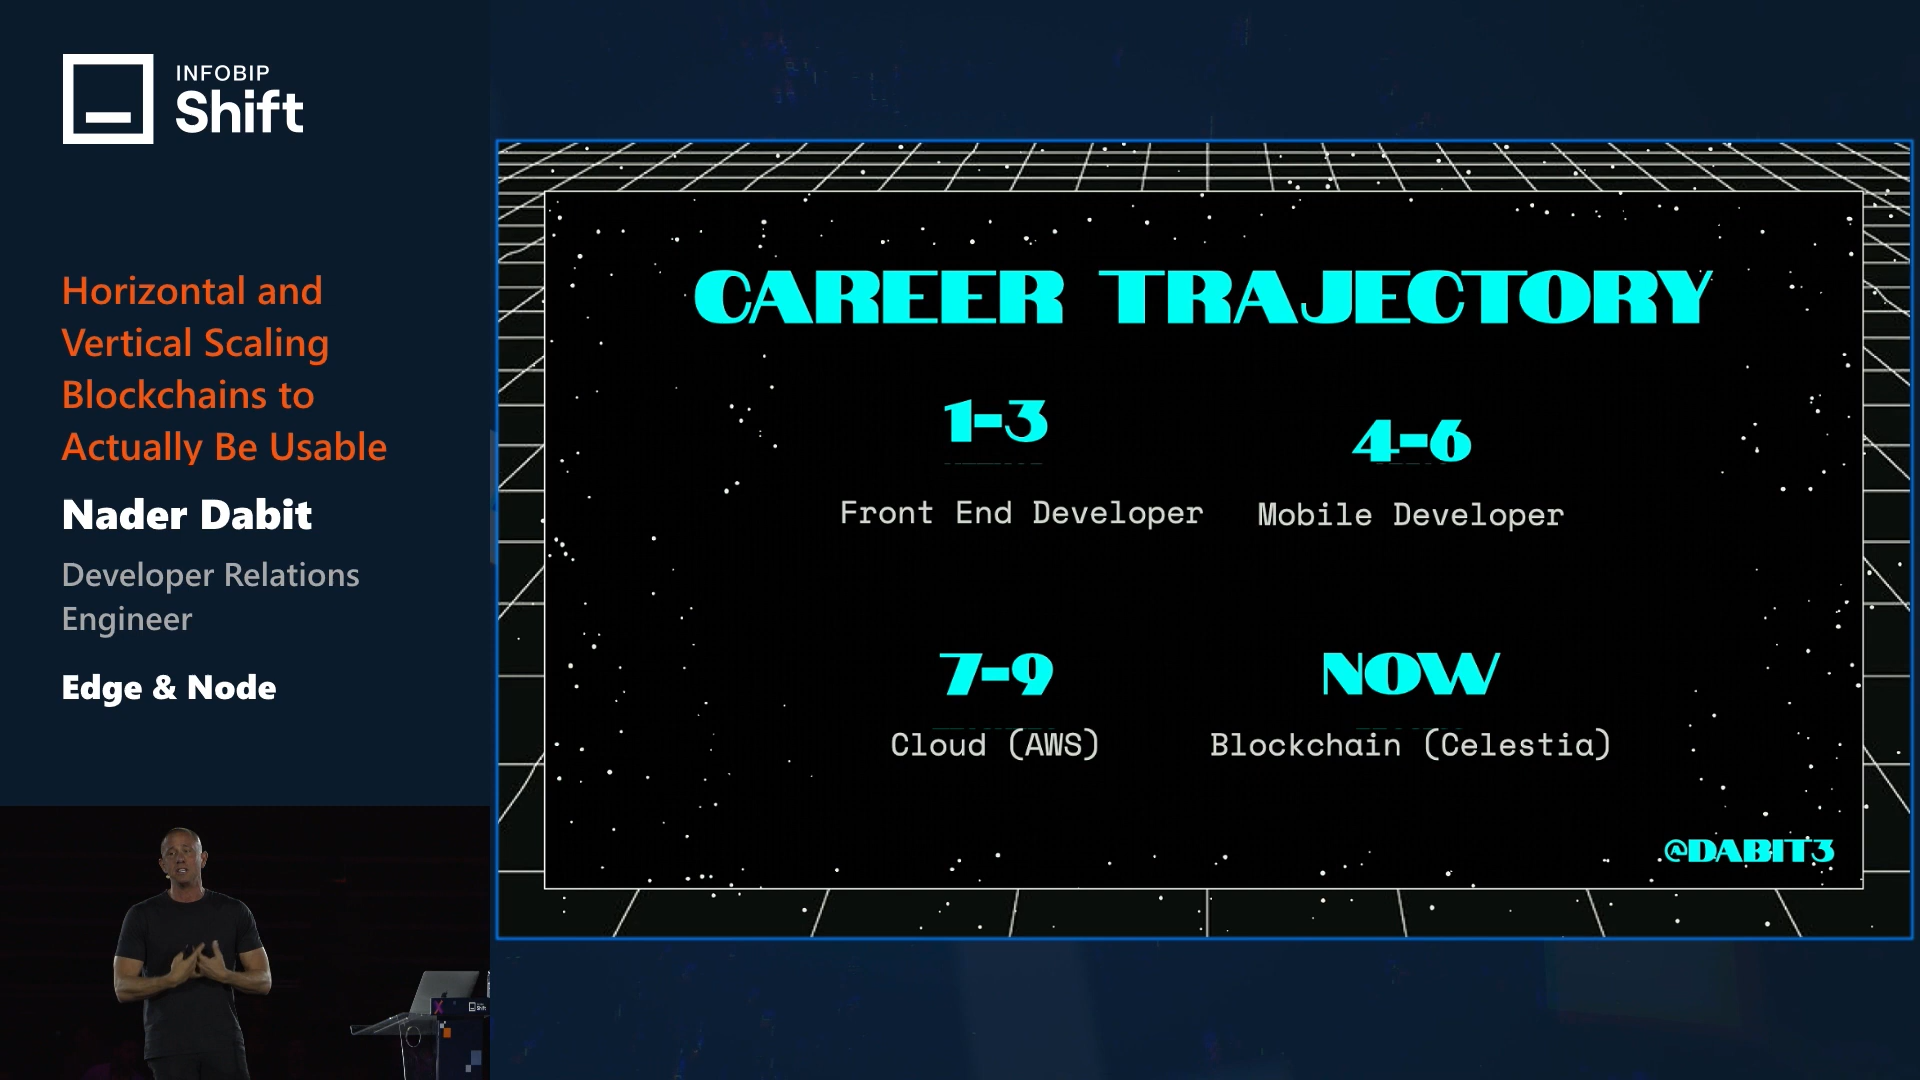 INFOBIP
Shift
Horizontal and
Vertical Scaling
Blockchains to
Actually Be Usable
Nader Dabit
Developer Relations
Engineer
Edge & Node
CAREER TRAJECTORY
1-3
Front End Developer
4-6
Mobile Developer
7-9
Cloud (AWS)
NOW
Blockchain (Celestia)
@DABIT3
Shift